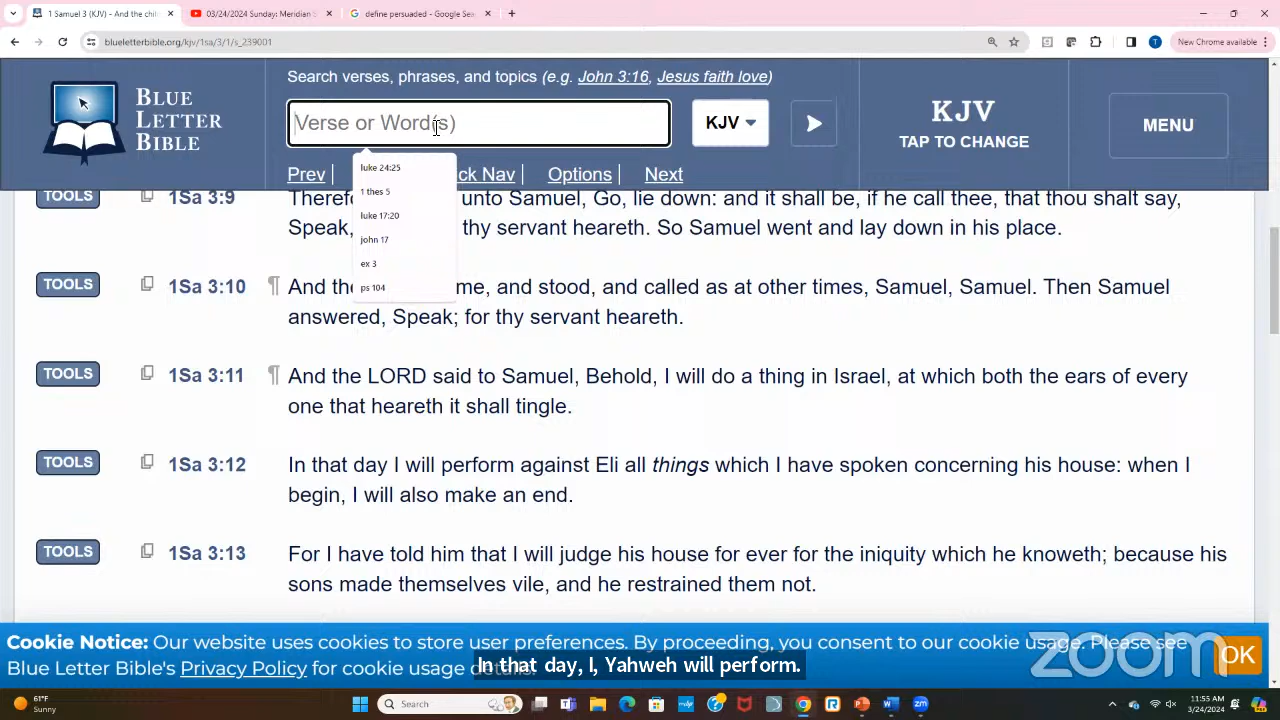 1 Samuel 3 (KJV) - And the chil
03/24/2024 Sunday: Meridian S
define persuaded - Google Sea
blueletterbible.org/kjv/1sa/3/1/s_239001
New Chrome available
BLUE
LETTER
BIBLE
Search verses, phrases, and topics (e.g. John 3:16, Jesus faith love)
Verse or Word(s)
KJV
KJV
TAP TO CHANGE
MENU
Prev
ck Nav
Options
Next
luke 24:25
1 thes 5
luke 17:20
john 17
ex 3
ps 104
TOOLS
1Sa 3:9
Therefo unto Samuel, Go, lie down: and it shall be, if he call thee, that thou shalt say,
Speak, thy servant heareth. So Samuel went and lay down in his place.
TOOLS
1Sa 3:10
¶ And the me, and stood, and called as at other times, Samuel, Samuel. Then Samuel
answered, Speak; for thy servant heareth.
TOOLS
1Sa 3:11
¶ And the LORD said to Samuel, Behold, I will do a thing in Israel, at which both the ears of every
one that heareth it shall tingle.
TOOLS
1Sa 3:12
In that day I will perform against Eli all things which I have spoken concerning his house: when I
begin, I will also make an end.
TOOLS
1Sa 3:13
For I have told him that I will judge his house for ever for the iniquity which he knoweth; because his
sons made themselves vile, and he restrained them not.
Cookie Notice: Our website uses cookies to store user preferences. By proceeding, you consent to our cookie usage. Please see
Blue Letter Bible's Privacy Policy for cookie usage
OK
In that day, I, Yahweh will perform.
zoom
61°F
Sunny
Search
11:55 AM
3/24/2024